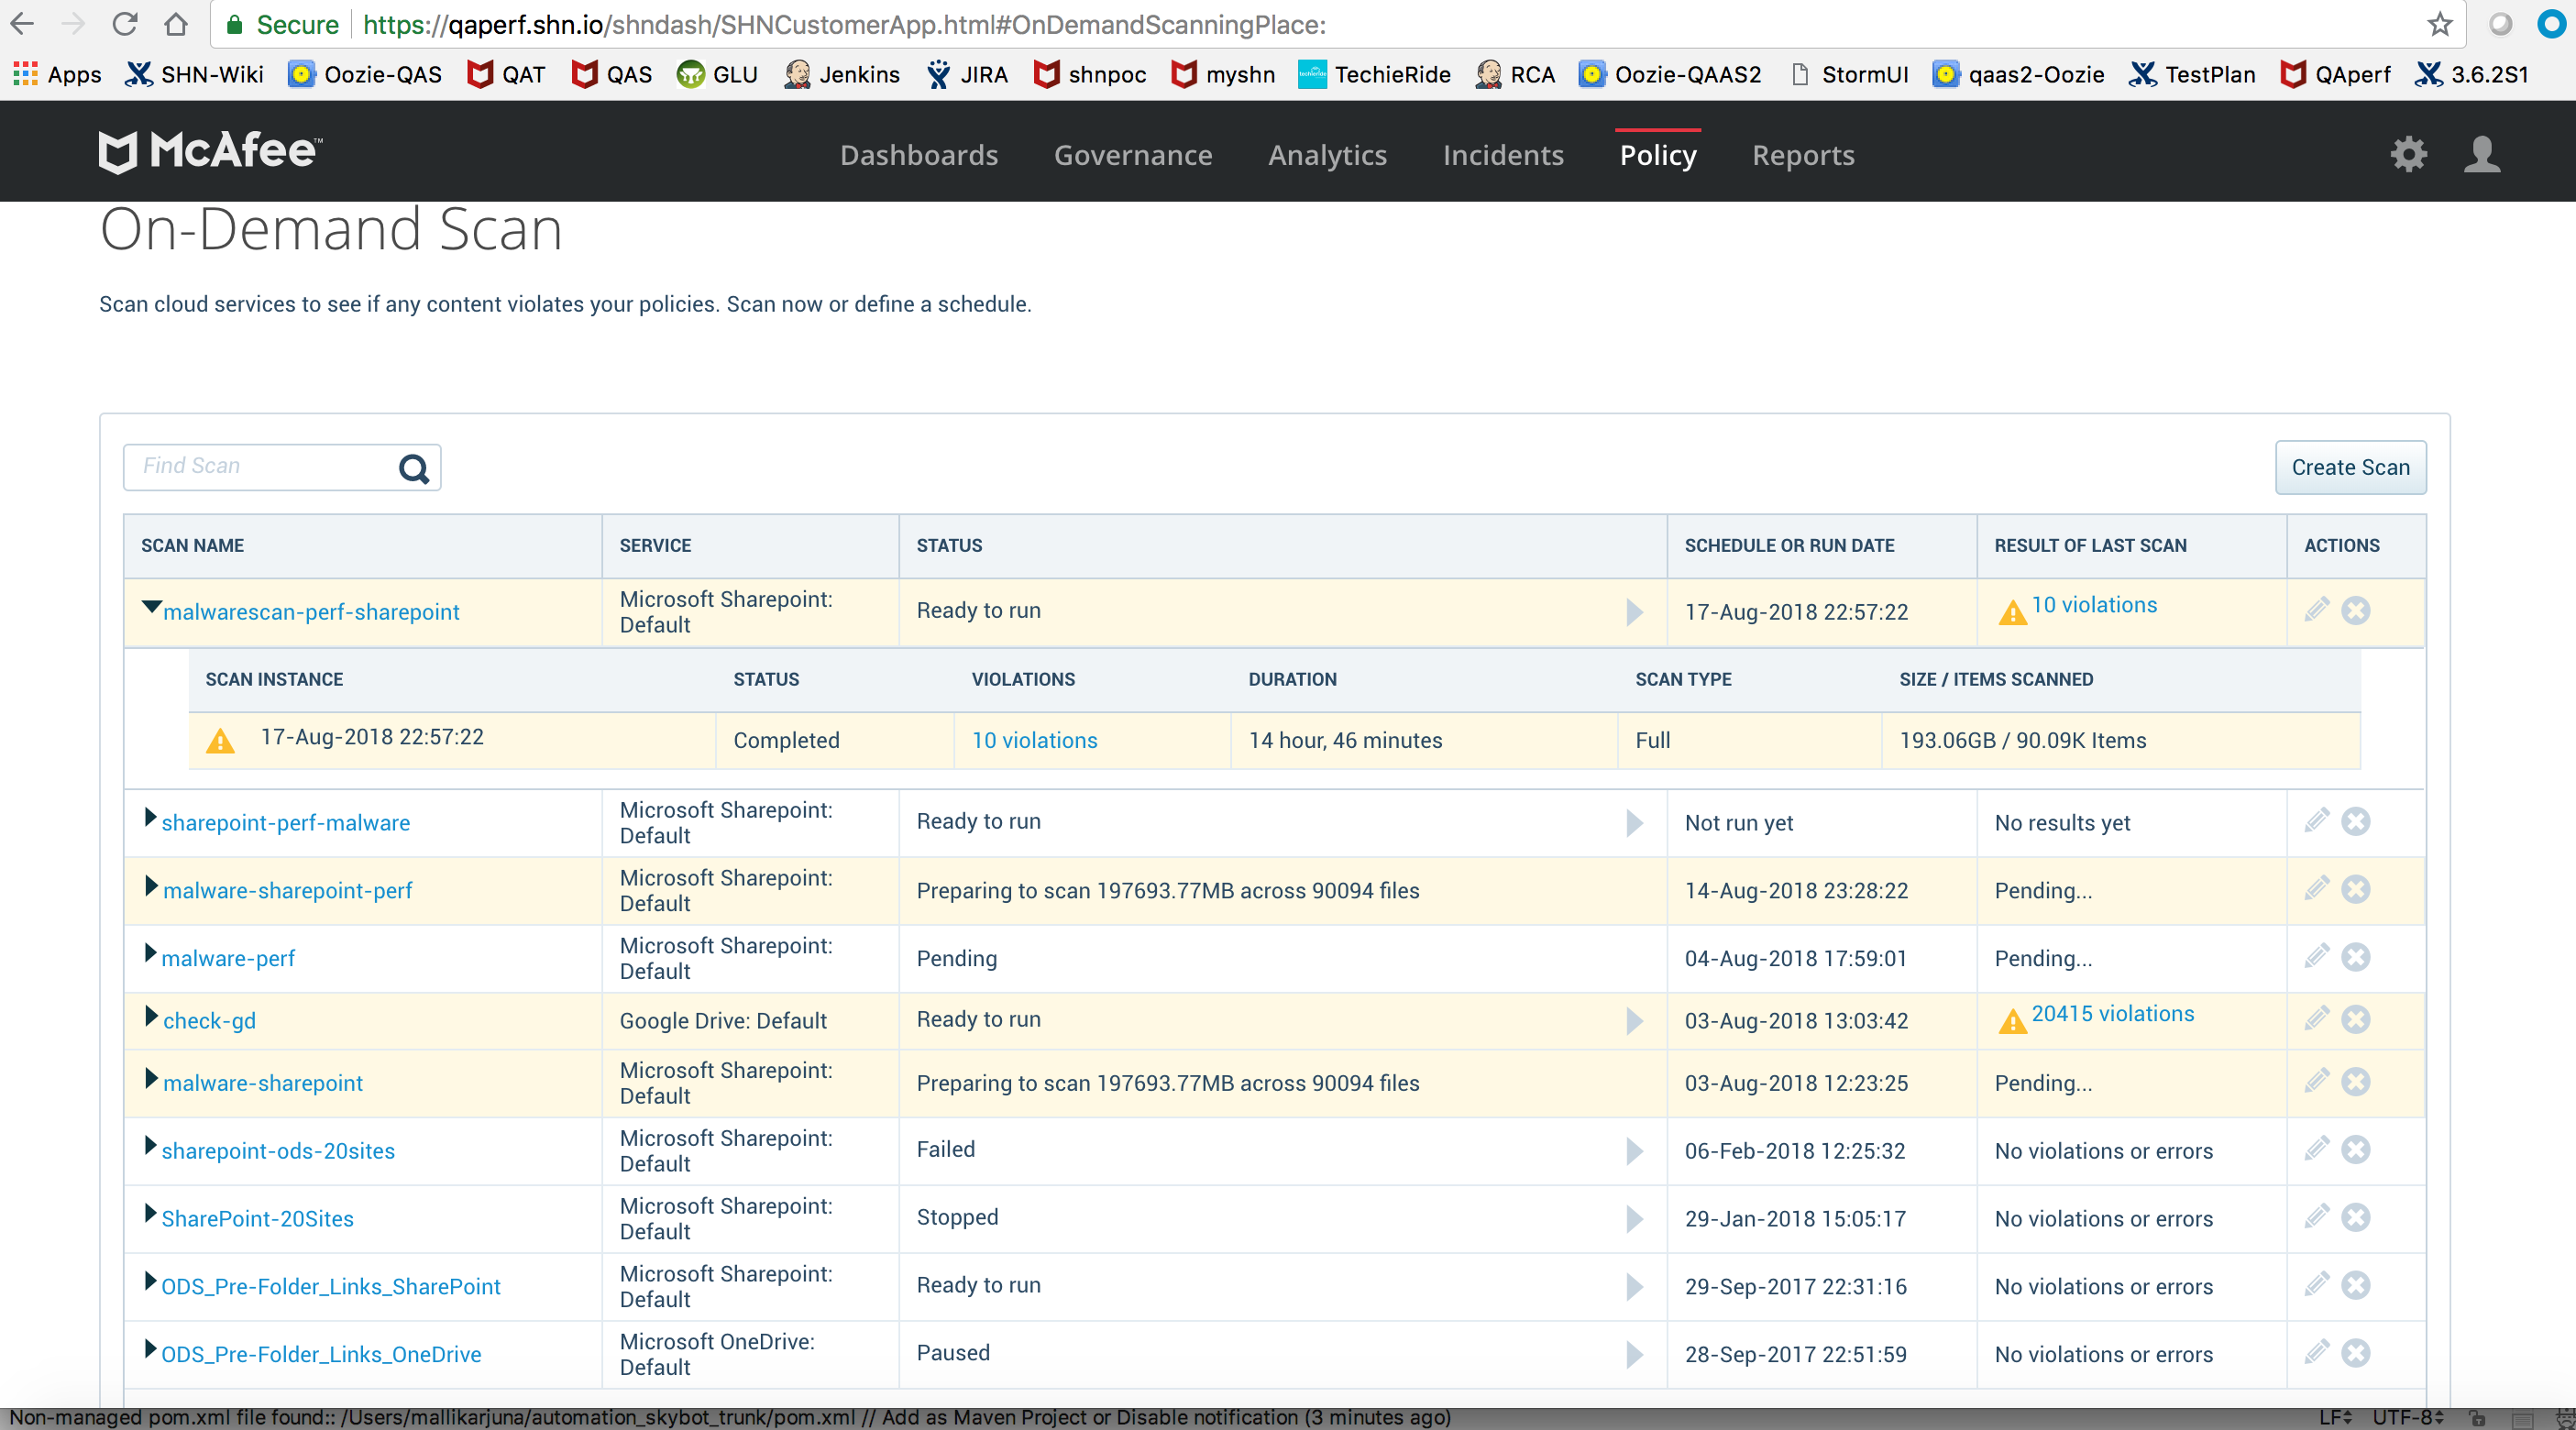 Secure https://qaperf.shn.io/shndash/SHNCustomerApp.html#OnDemandScanningPlace:
Apps SHN-Wiki Oozie-QAS QAT QAS GLU Jenkins JIRA shnpoc myshn TechieRide RCA Oozie-QAAS2 StormUI qaas2-Oozie TestPlan QAperf 3.6.2S1
McAfee™ Dashboards Governance Analytics Incidents Policy Reports
On-Demand Scan
Scan cloud services to see if any content violates your policies. Scan now or define a schedule.
Find Scan Create Scan
SCAN NAME SERVICE STATUS SCHEDULE OR RUN DATE RESULT OF LAST SCAN ACTIONS
malwarescan-perf-sharepoint Microsoft Sharepoint: Default Ready to run 17-Aug-2018 22:57:22 10 violations
SCAN INSTANCE STATUS VIOLATIONS DURATION SCAN TYPE SIZE / ITEMS SCANNED
17-Aug-2018 22:57:22 Completed 10 violations 14 hour, 46 minutes Full 193.06GB / 90.09K Items
sharepoint-perf-malware Microsoft Sharepoint: Default Ready to run Not run yet No results yet
malware-sharepoint-perf Microsoft Sharepoint: Default Preparing to scan 197693.77MB across 90094 files 14-Aug-2018 23:28:22 Pending...
malware-perf Microsoft Sharepoint: Default Pending 04-Aug-2018 17:59:01 Pending...
check-gd Google Drive: Default Ready to run 03-Aug-2018 13:03:42 20415 violations
malware-sharepoint Microsoft Sharepoint: Default Preparing to scan 197693.77MB across 90094 files 03-Aug-2018 12:23:25 Pending...
sharepoint-ods-20sites Microsoft Sharepoint: Default Failed 06-Feb-2018 12:25:32 No violations or errors
SharePoint-20Sites Microsoft Sharepoint: Default Stopped 29-Jan-2018 15:05:17 No violations or errors
ODS_Pre-Folder_Links_SharePoint Microsoft Sharepoint: Default Ready to run 29-Sep-2017 22:31:16 No violations or errors
ODS_Pre-Folder_Links_OneDrive Microsoft OneDrive: Default Paused 28-Sep-2017 22:51:59 No violations or errors
Non-managed pom.xml file found:: /Users/mallikarjuna/automation_skybot_trunk/pom.xml // Add as Maven Project or Disable notification (3 minutes ago) LF UTF-8